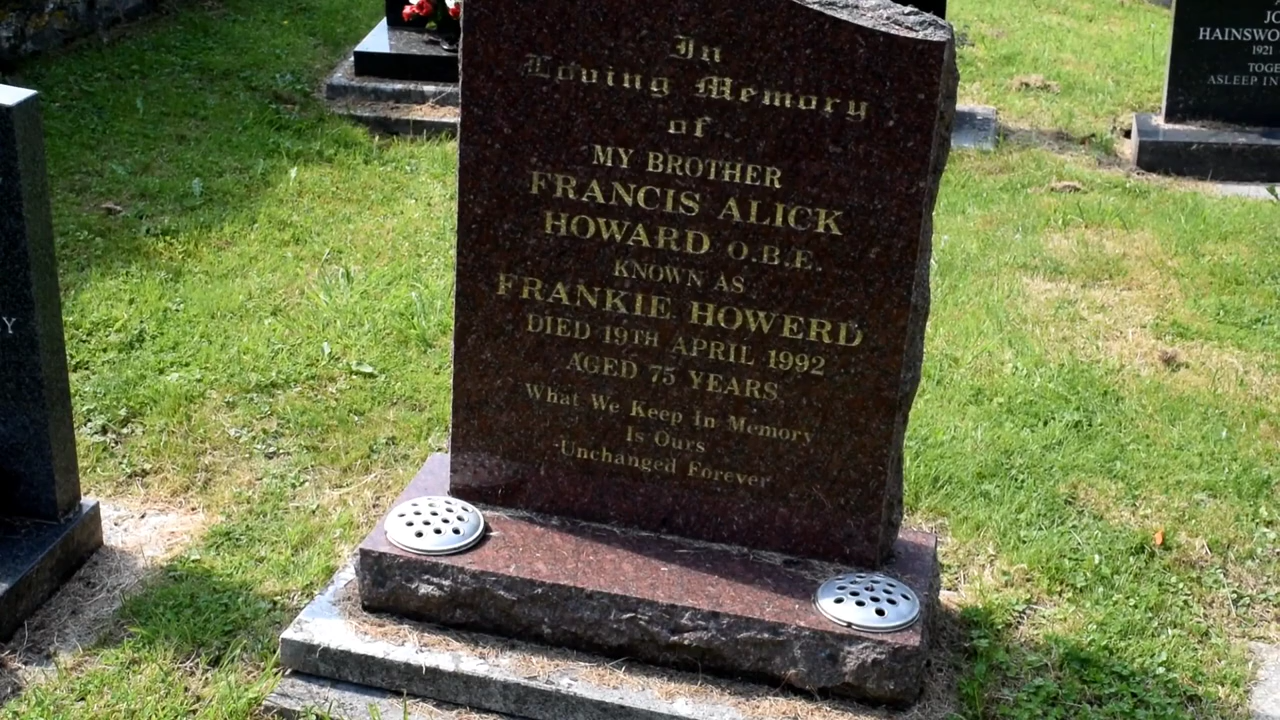 In
Loving Memory
of
MY BROTHER
FRANCIS ALICK
HOWARD O.B.E.
KNOWN AS
FRANKIE HOWERD
DIED 19TH APRIL 1992
AGED 75 YEARS
What We Keep In Memory
Is Ours
Unchanged Forever
JO
HAINSWO
1921
TOGE
ASLEEP IN
Y